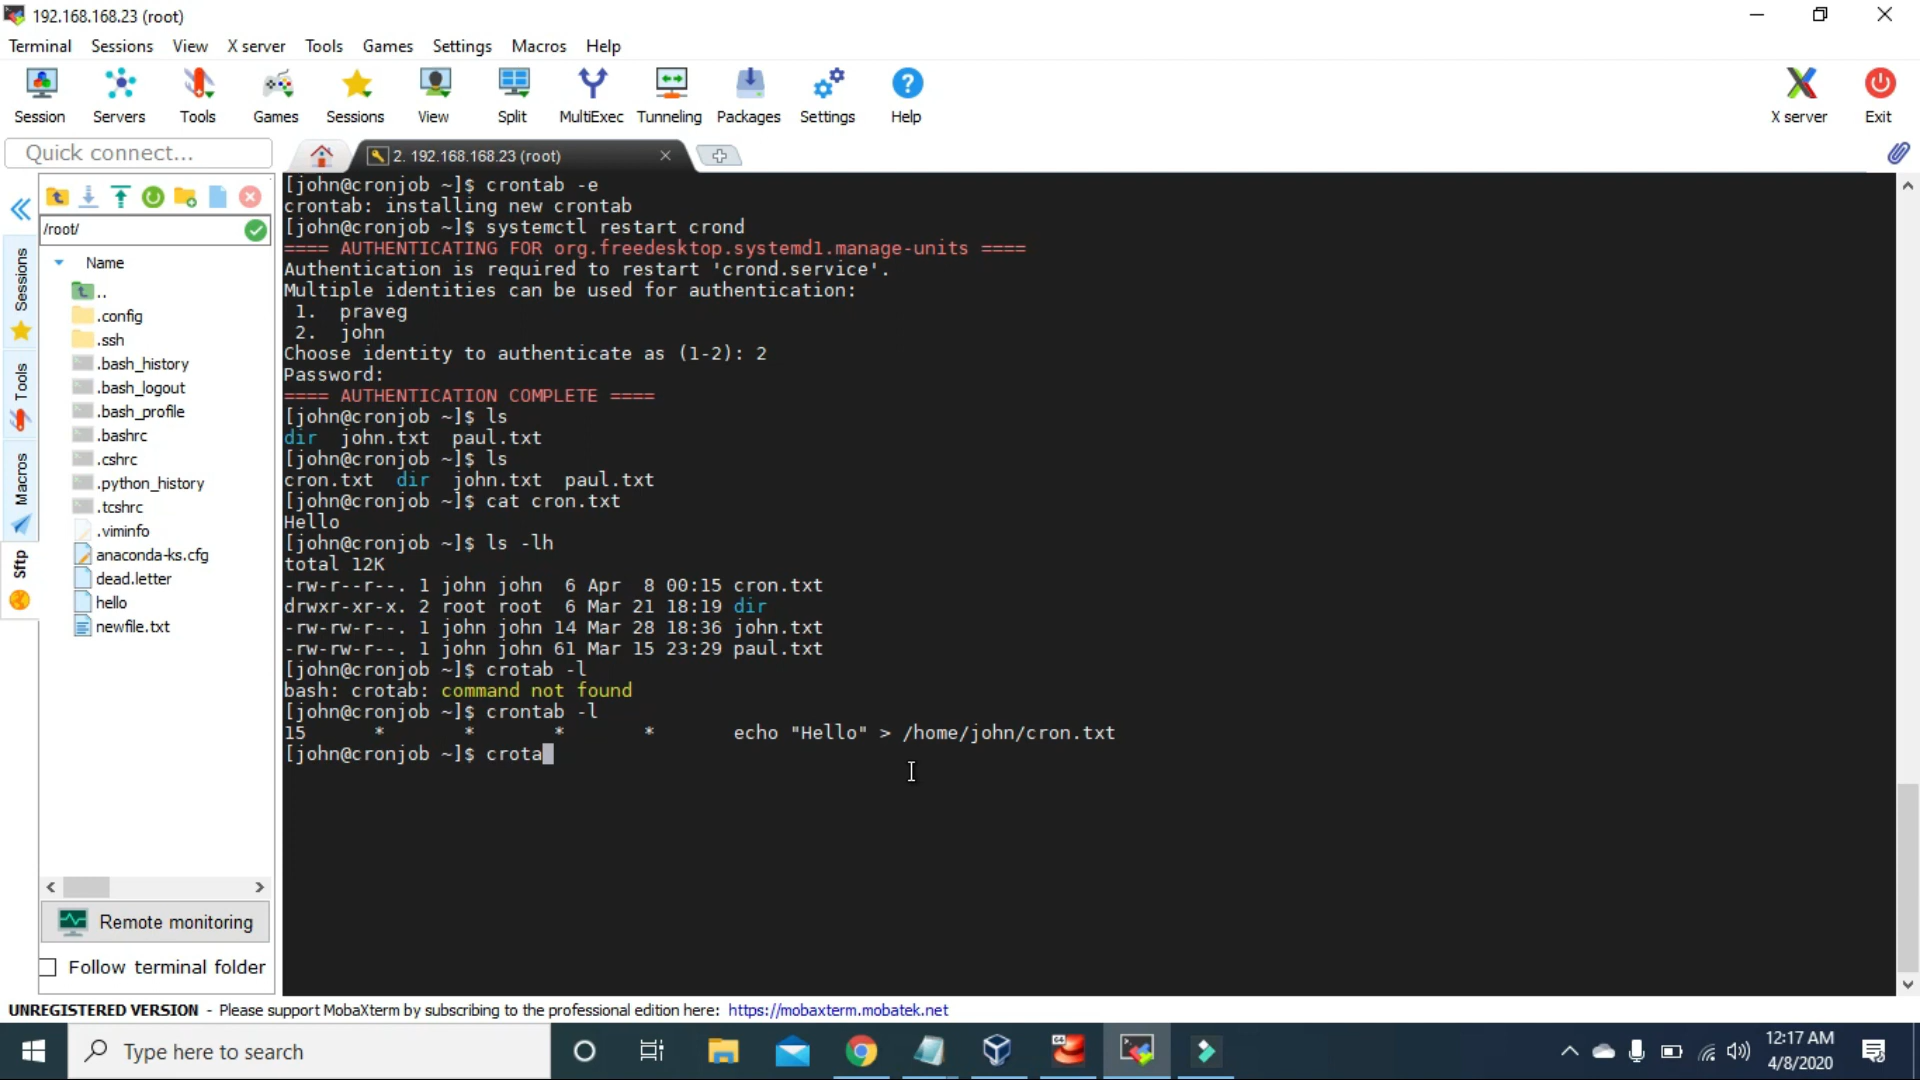 192.168.168.23 (root)
Terminal Sessions View X server Tools Games Settings Macros Help
Session Servers Tools Games Sessions View Split MultiExec Tunneling Packages Settings Help X server Exit
Quick connect...
2. 192.168.168.23 (root)
/root/
Name
..
.config
.ssh
.bash_history
.bash_logout
.bash_profile
.bashrc
.cshrc
.python_history
.tcshrc
.viminfo
anaconda-ks.cfg
dead.letter
hello
newfile.txt
Sessions
Tools
Macros
Sftp
Remote monitoring
Follow terminal folder
[john@cronjob ~]$ crontab -e
crontab: installing new crontab
[john@cronjob ~]$ systemctl restart crond
==== AUTHENTICATING FOR org.freedesktop.systemd1.manage-units ====
Authentication is required to restart 'crond.service'.
Multiple identities can be used for authentication:
1. praveg
2. john
Choose identity to authenticate as (1-2): 2
Password:
==== AUTHENTICATION COMPLETE ====
[john@cronjob ~]$ ls
dir john.txt paul.txt
[john@cronjob ~]$ ls
cron.txt dir john.txt paul.txt
[john@cronjob ~]$ cat cron.txt
Hello
[john@cronjob ~]$ ls -lh
total 12K
-rw-r--r--. 1 john john 6 Apr 8 00:15 cron.txt
drwxr-xr-x. 2 root root 6 Mar 21 18:19 dir
-rw-rw-r--. 1 john john 14 Mar 28 18:36 john.txt
-rw-rw-r--. 1 john john 61 Mar 15 23:29 paul.txt
[john@cronjob ~]$ crotab -l
bash: crotab: command not found
[john@cronjob ~]$ crontab -l
15 * * * * echo "Hello" > /home/john/cron.txt
[john@cronjob ~]$ crota
UNREGISTERED VERSION - Please support MobaXterm by subscribing to the professional edition here: https://mobaxterm.mobatek.net
Type here to search
64
12:17 AM
4/8/2020